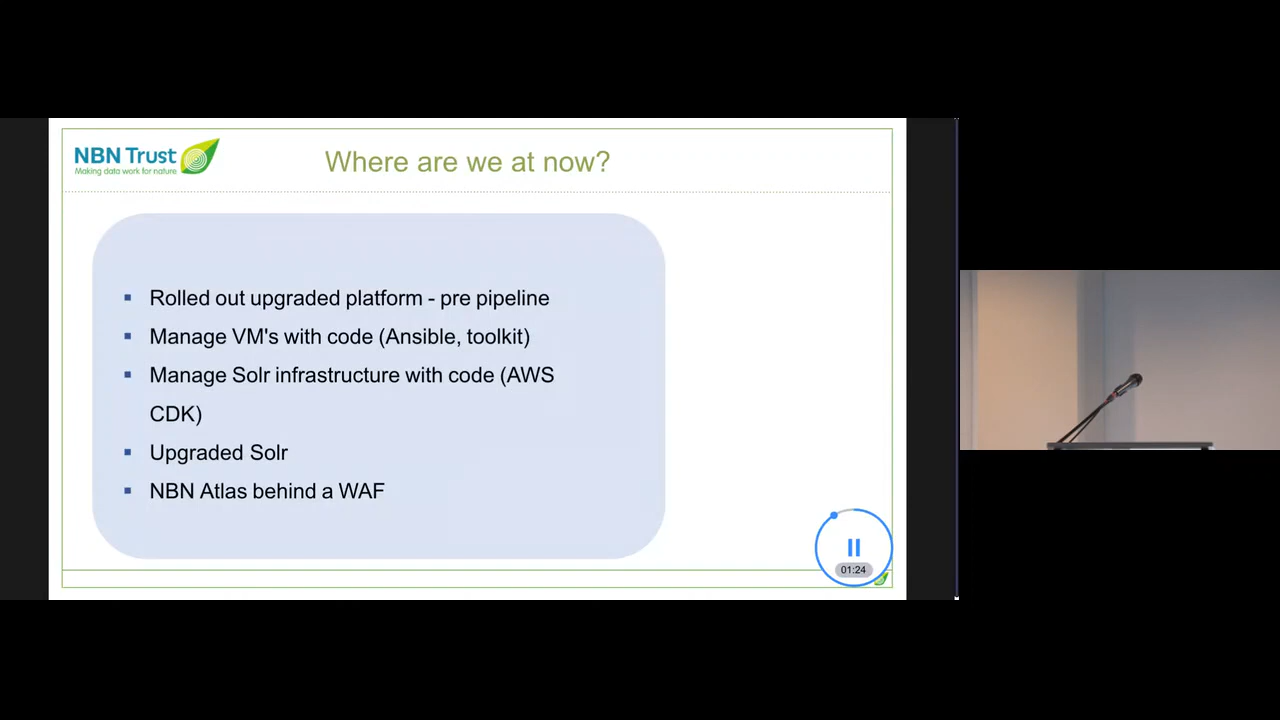 NBN Trust
Making data work for nature
Where are we at now?
Rolled out upgraded platform - pre pipeline
Manage VM's with code (Ansible, toolkit)
Manage Solr infrastructure with code (AWS
CDK)
Upgraded Solr
NBN Atlas behind a WAF
01:24